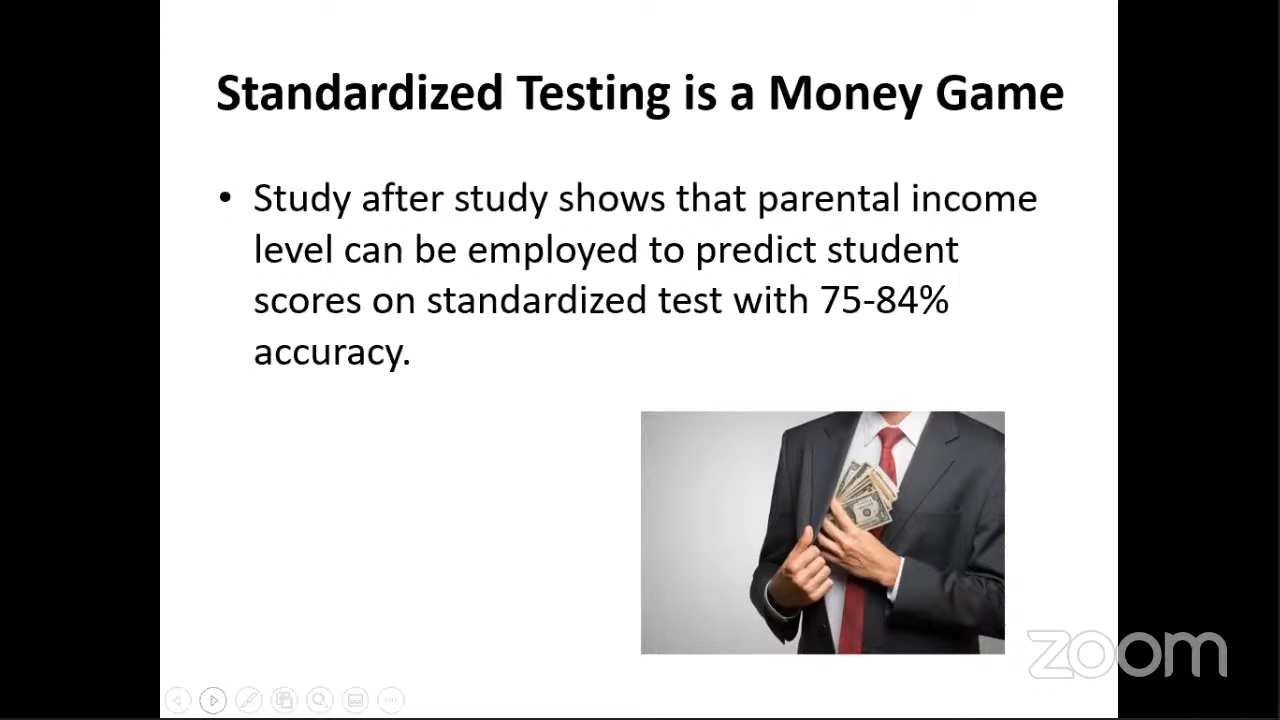 Standardized Testing is a Money Game
• Study after study shows that parental income
level can be employed to predict student
scores on standardized test with 75-84%
accuracy.
zoom